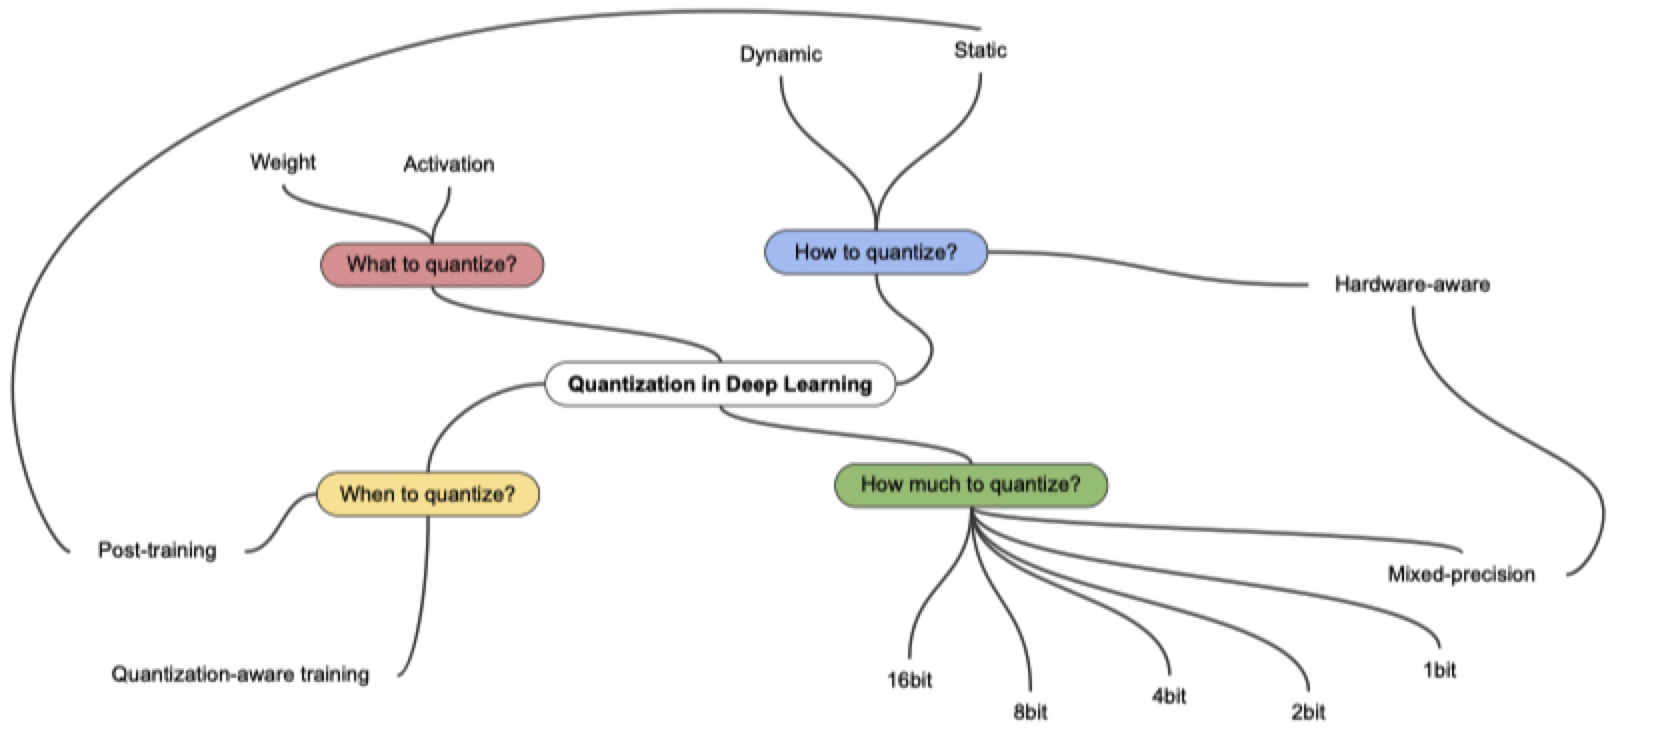 Dynamic
Static
Weight
Activation
What to quantize?
How to quantize?
Hardware-aware
Quantization in Deep Learning
When to quantize?
How much to quantize?
Post-training
Mixed-precision
Quantization-aware training
16bit
8bit
4bit
2bit
1bit